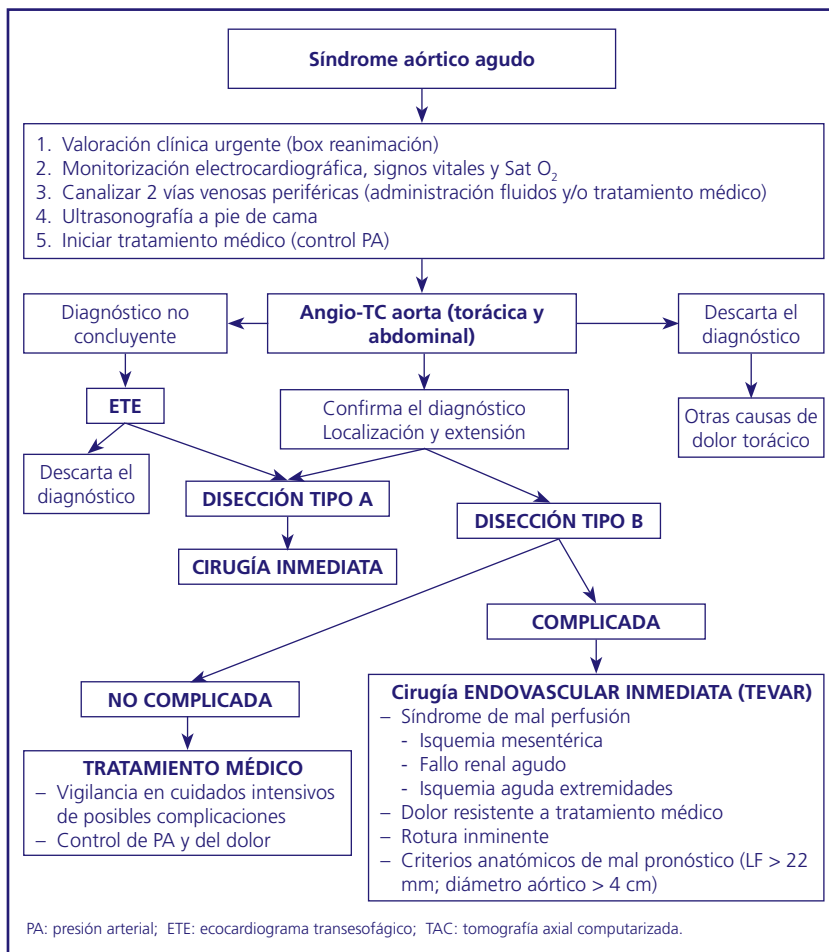 Síndrome aórtico agudo
1. Valoración clínica urgente (box reanimación)
2. Monitorización electrocardiográfica, signos vitales y Sat O₂
3. Canalizar 2 vías venosas periféricas (administración fluidos y/o tratamiento médico)
4. Ultrasonografía a pie de cama
5. Iniciar tratamiento médico (control PA)
Diagnóstico no
concluyente
Angio-TC aorta (torácica y
abdominal)
Descarta el
diagnóstico
ETE
Confirma el diagnóstico
Localización y extensión
Otras causas de
dolor torácico
Descarta el
diagnóstico
DISECCIÓN TIPO A
DISECCIÓN TIPO B
CIRUGÍA INMEDIATA
COMPLICADA
NO COMPLICADA
Cirugía ENDOVASCULAR INMEDIATA (TEVAR)
– Síndrome de mal perfusión
- Isquemia mesentérica
- Fallo renal agudo
- Isquemia aguda extremidades
– Dolor resistente a tratamiento médico
– Rotura inminente
– Criterios anatómicos de mal pronóstico (LF > 22
mm; diámetro aórtico > 4 cm)
TRATAMIENTO MÉDICO
– Vigilancia en cuidados intensivos
de posibles complicaciones
– Control de PA y del dolor
PA: presión arterial; ETE: ecocardiograma transesofágico; TAC: tomografía axial computarizada.